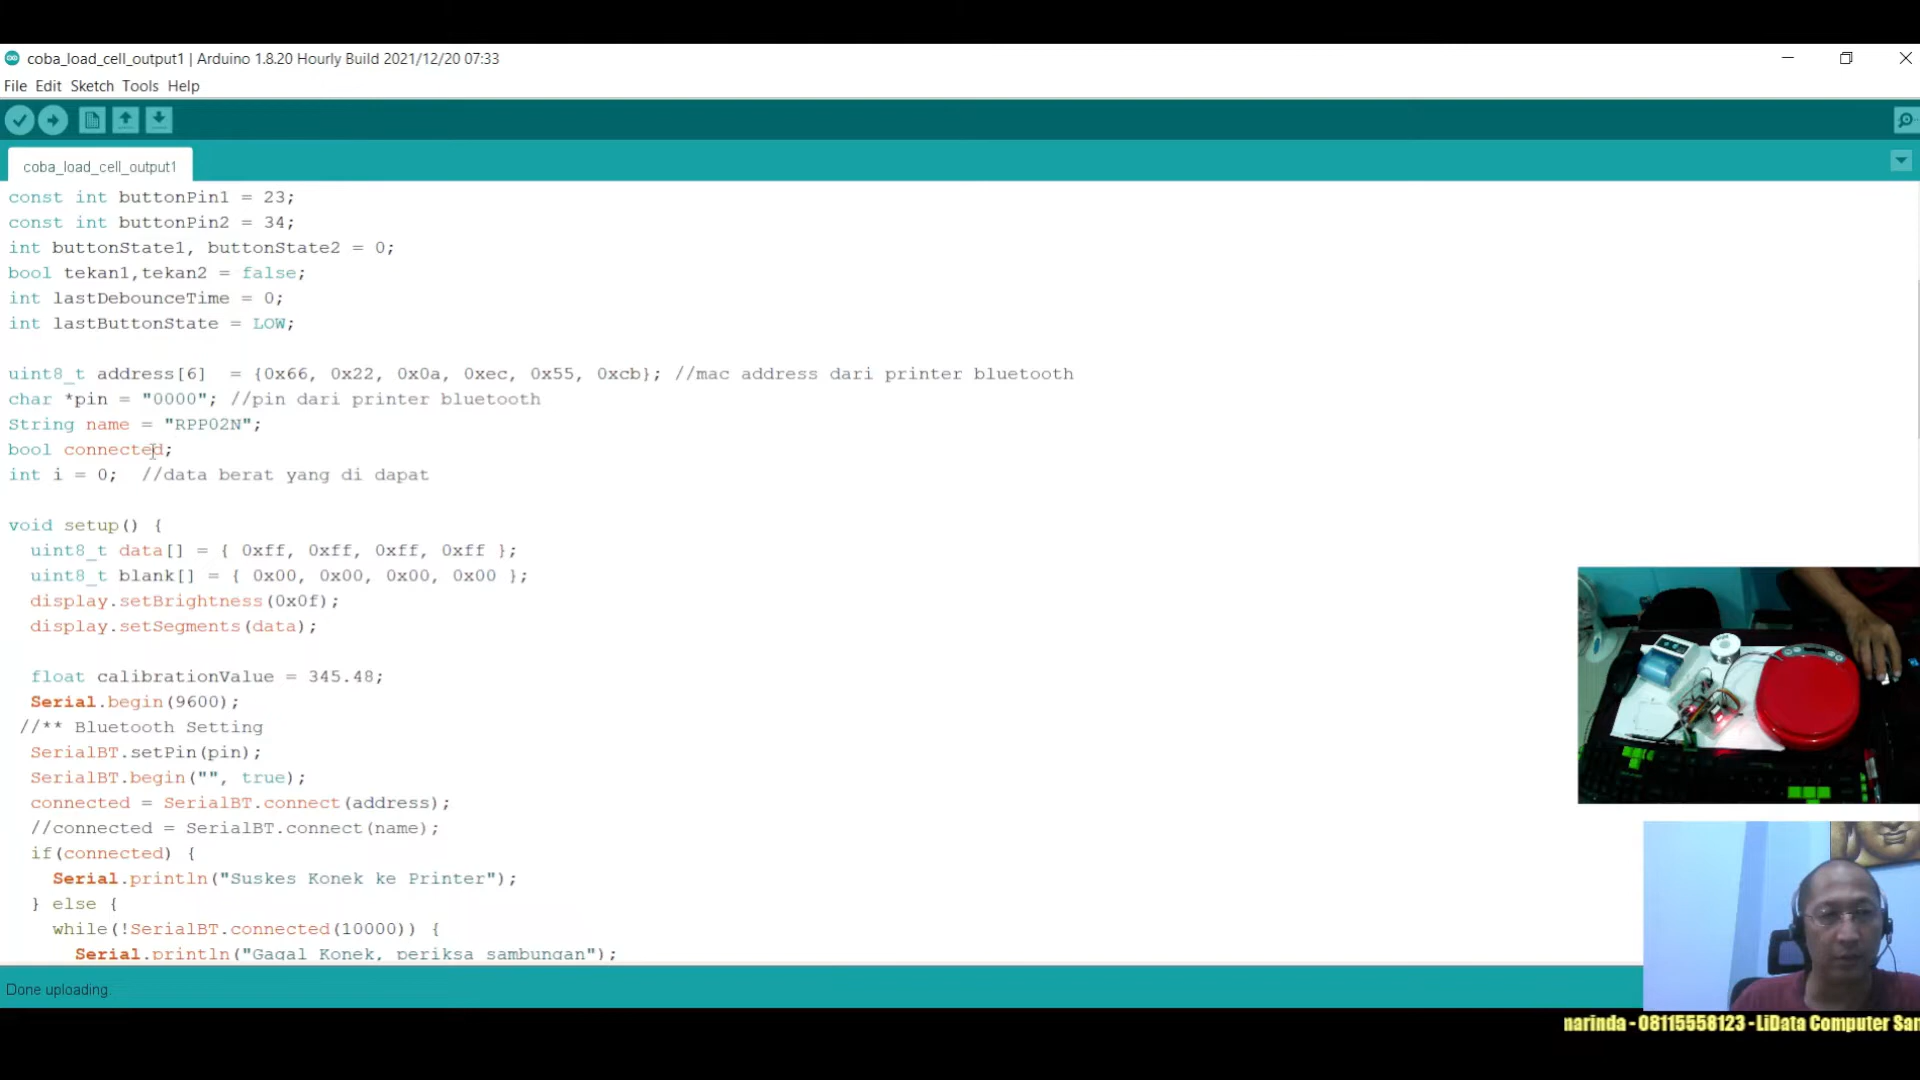 coba_load_cell_output1 | Arduino 1.8.20 Hourly Build 2021/12/20 07:33
File Edit Sketch Tools Help
coba_load_cell_output1
const int buttonPin1 = 23;
const int buttonPin2 = 34;
int buttonState1, buttonState2 = 0;
bool tekan1,tekan2 = false;
int lastDebounceTime = 0;
int lastButtonState = LOW;
uint8_t address[6]  = {0x66, 0x22, 0x0a, 0xec, 0x55, 0xcb}; //mac address dari printer bluetooth
char *pin = "0000"; //pin dari printer bluetooth
String name = "RPP02N";
bool connected;
int i = 0;  //data berat yang di dapat
void setup() {
uint8_t data[] = { 0xff, 0xff, 0xff, 0xff };
uint8_t blank[] = { 0x00, 0x00, 0x00, 0x00 };
display.setBrightness(0x0f);
display.setSegments(data);
float calibrationValue = 345.48;
Serial.begin(9600);
//** Bluetooth Setting
SerialBT.setPin(pin);
SerialBT.begin("", true);
connected = SerialBT.connect(address);
//connected = SerialBT.connect(name);
if(connected) {
Serial.println("Suskes Konek ke Printer");
} else {
while(!SerialBT.connected(10000)) {
Serial.println("Gagal Konek, periksa sambungan");
Done uploading.
narinda - 08115558123 - LiData Computer Sam